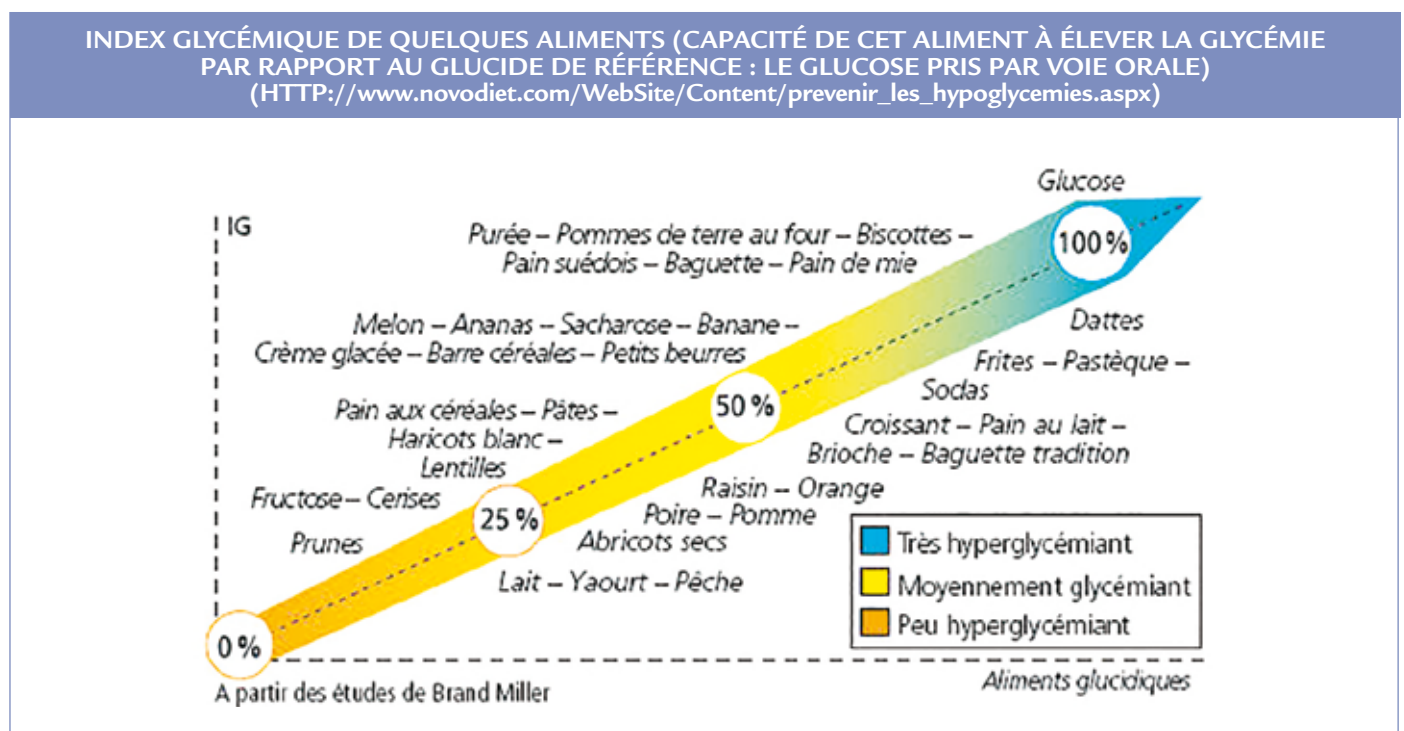 INDEX GLYCÉMIQUE DE QUELQUES ALIMENTS (CAPACITÉ DE CET ALIMENT À ÉLEVER LA GLYCÉMIE
PAR RAPPORT AU GLUCIDE DE RÉFÉRENCE : LE GLUCOSE PRIS PAR VOIE ORALE)
(HTTP://www.novodiet.com/WebSite/Content/prevenir_les_hypoglycemies.aspx)
Glucose
IG
Purée – Pommes de terre au four – Biscottes –
Pain suédois – Baguette – Pain de mie
100 %
Melon – Ananas – Sacharose – Banane –
Crème glacée – Barre céréales – Petits beurres
Dattes
Frites – Pastèque –
Sodas
50 %
Pain aux céréales – Pâtes –
Haricots blanc –
Lentilles
Croissant – Pain au lait –
Brioche – Baguette tradition
Fructose – Cerises
Raisin – Orange
Poire – Pomme
25 %
Prunes
Abricots secs
Lait – Yaourt – Pêche
Très hyperglycémiant
Moyennement glycémiant
Peu hyperglycémiant
0 %
Aliments glucidiques
A partir des études de Brand Miller